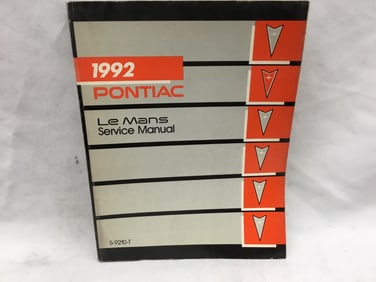 1992
PONTIAC
Le Mans
Service Manual
S-9210-T